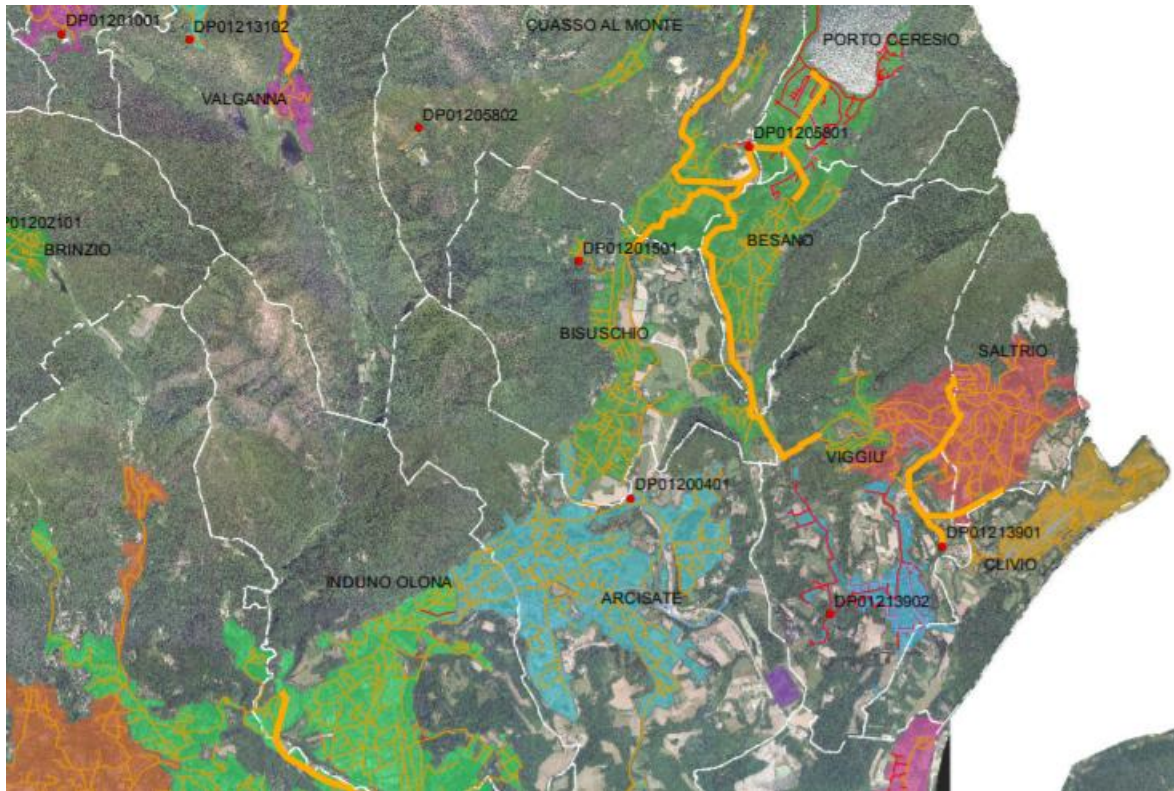 CUASSO AL MONTE
DP01201001
DP01213102
PORTO CERESIO
VALGANNA
DP01205802
DP01205801
P01202101
BRINZIO
BESANO
DP01201501
BISUSCHIO
SALTRIO
VIGGIU'
DP01200401
DP01213901
CLIVIO
INDUNO OLONA
ARCISATE
DP01213902